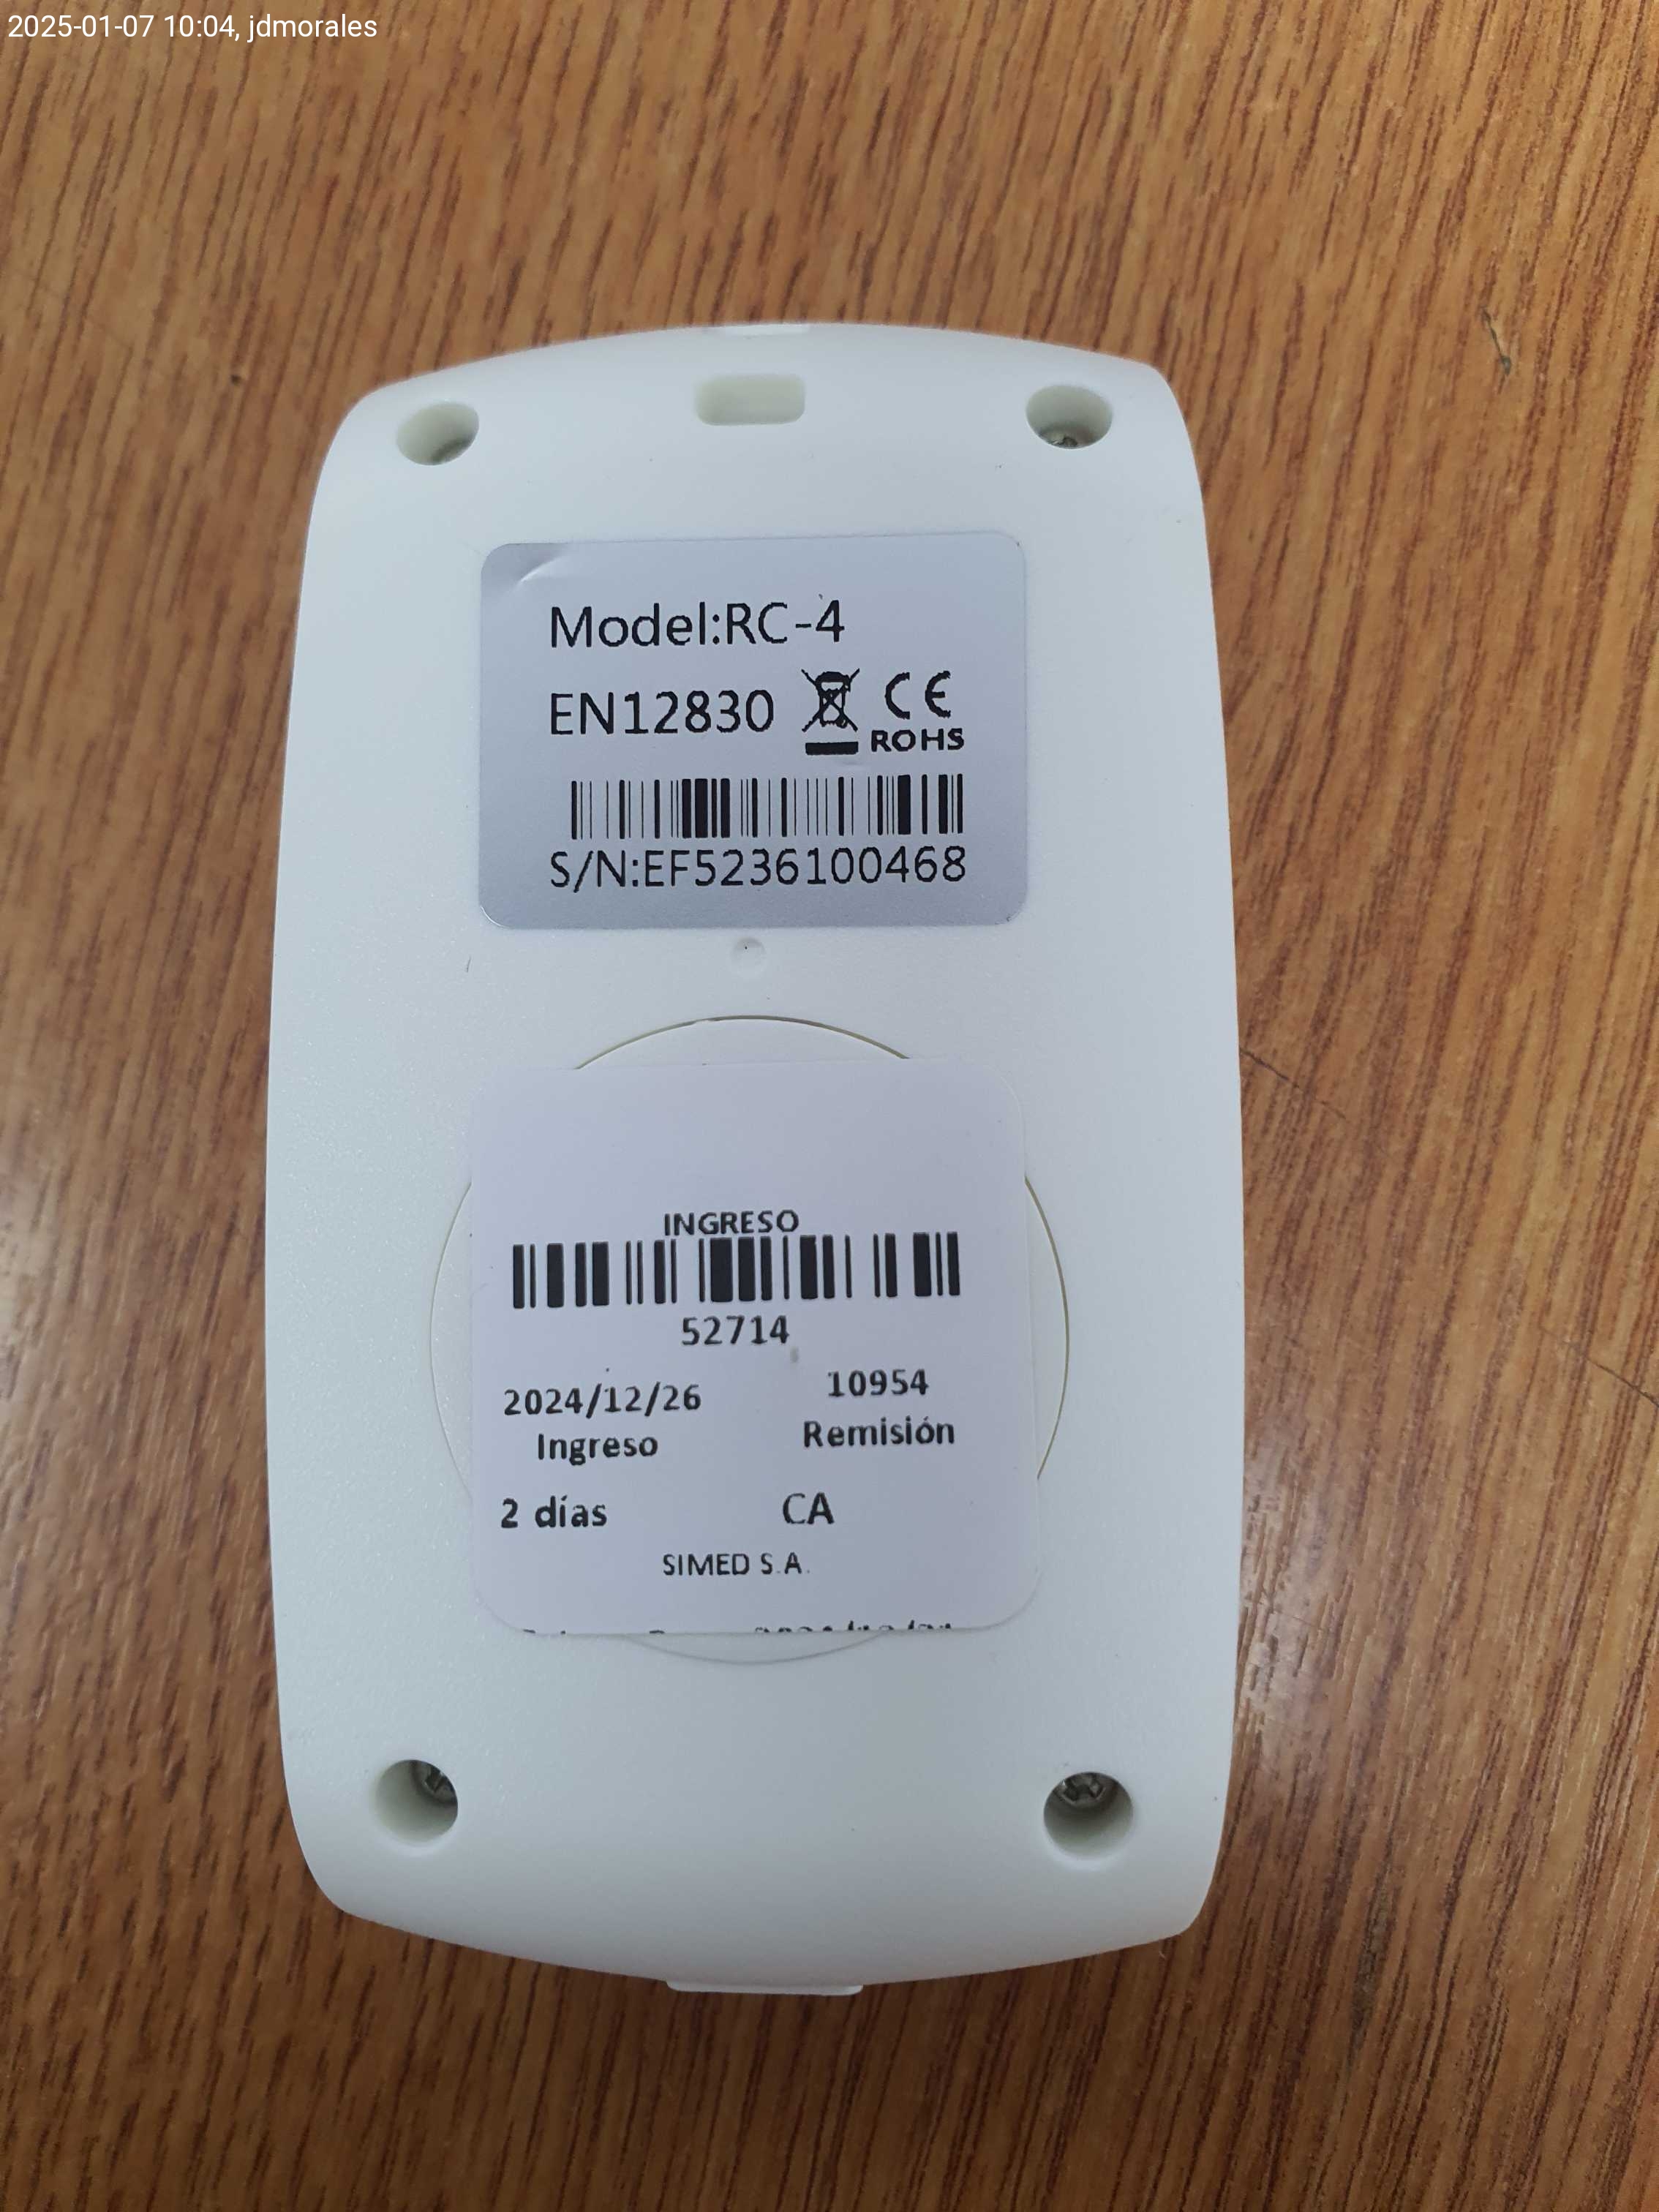 2025-01-07 10:04, jdmorales
Model:RC-4
EN12830 CE
ROHS
S/N:EF5236100468
INGRESO
52714
2024/12/26 10954
Ingreso Remisión
2 días CA
SIMED S.A.